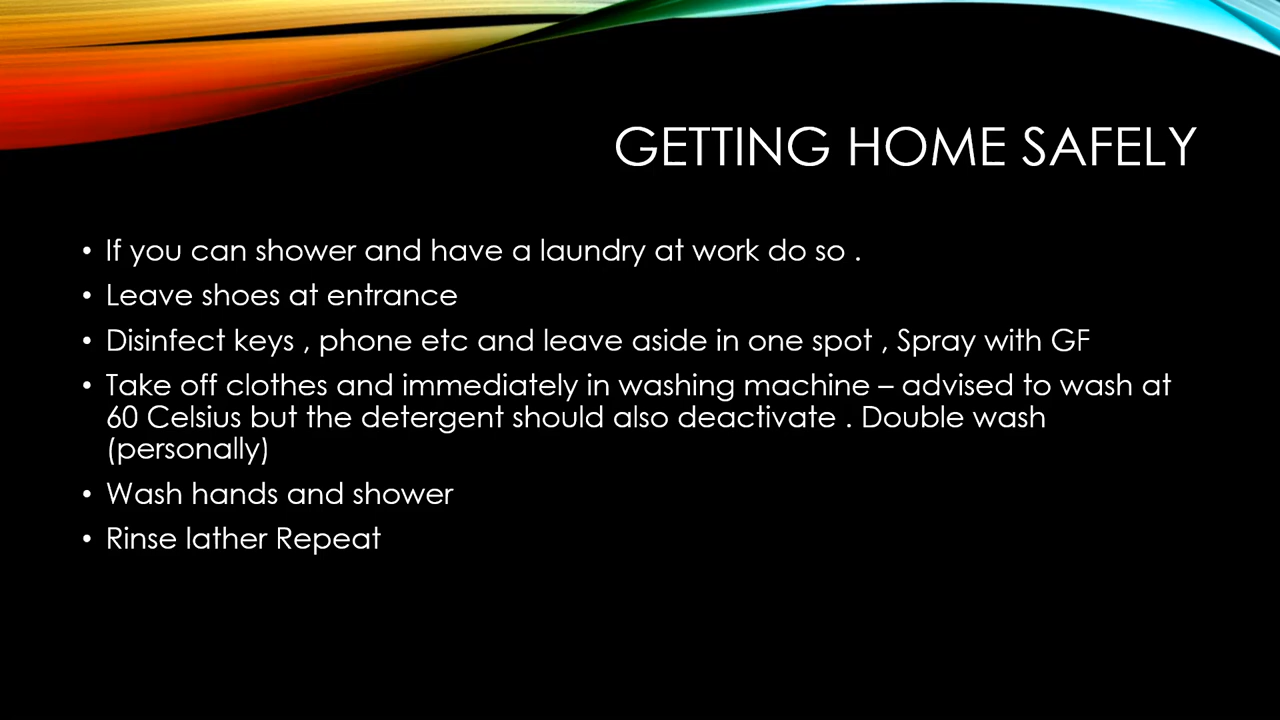 GETTING HOME SAFELY
• If you can shower and have a laundry at work do so .
• Leave shoes at entrance
• Disinfect keys , phone etc and leave aside in one spot , Spray with GF
• Take off clothes and immediately in washing machine – advised to wash at
60 Celsius but the detergent should also deactivate . Double wash
(personally)
• Wash hands and shower
• Rinse lather Repeat